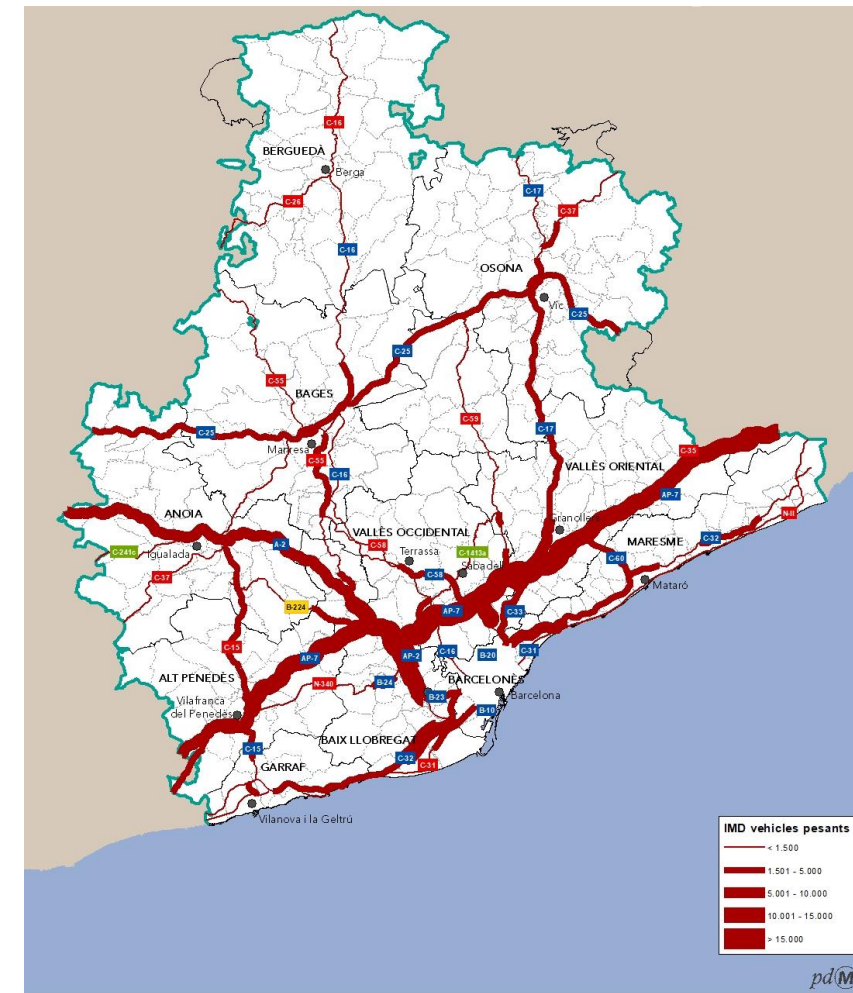 C-16
BERGUEDÀ
Berga
C-17
C-26
C-37
C-16
OSONA
Vic
C-25
C-25
C-55
BAGES
C-59
C-25
C-17
Manresa
C-55
C-35
C-16
VALLÈS ORIENTAL
AP-7
ANOIA
N-II
Granollers
VALLÈS OCCIDENTAL
MARESME
C-32
A-2
C-58
C-241c
Igualada
Terrassa
C-1413a
C-60
Sabadell
C-58
C-37
Mataró
B-224
AP-7
C-33
C-15
C-16
B-20
C-31
AP-7
AP-2
ALT PENEDÈS
N-340
B-24
BARCELONÈS
B-23
Barcelona
Vilafranca
del Penedès
B-10
C-15
BAIX LLOBREGAT
C-32
C-31
GARRAF
Vilanova i la Geltrú
IMD vehicles pesants
< 1.500
1.501 - 5.000
5.001 - 10.000
10.001 - 15.000
> 15.000
pdM